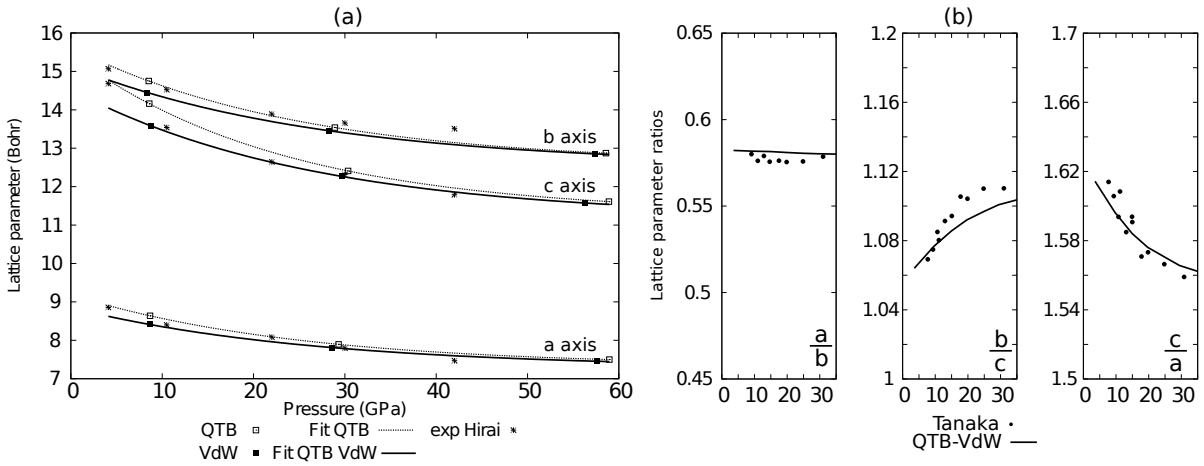 (a)
16
15
14
13
12
11
10
9
8
7
Lattice parameter (Bohr)
b axis
c axis
a axis
0 10 20 30 40 50 60
Pressure (GPa)
QTB Fit QTB exp Hirai
VdW Fit QTB VdW
(b)
Lattice parameter ratios
0.65
0.6
0.55
0.5
0.45
a
b
0 10 20 30
1.2
1.16
1.12
1.08
1.04
1
b
c
0 10 20 30
1.7
1.66
1.62
1.58
1.54
1.5
c
a
0 10 20 30
Tanaka
QTB-VdW